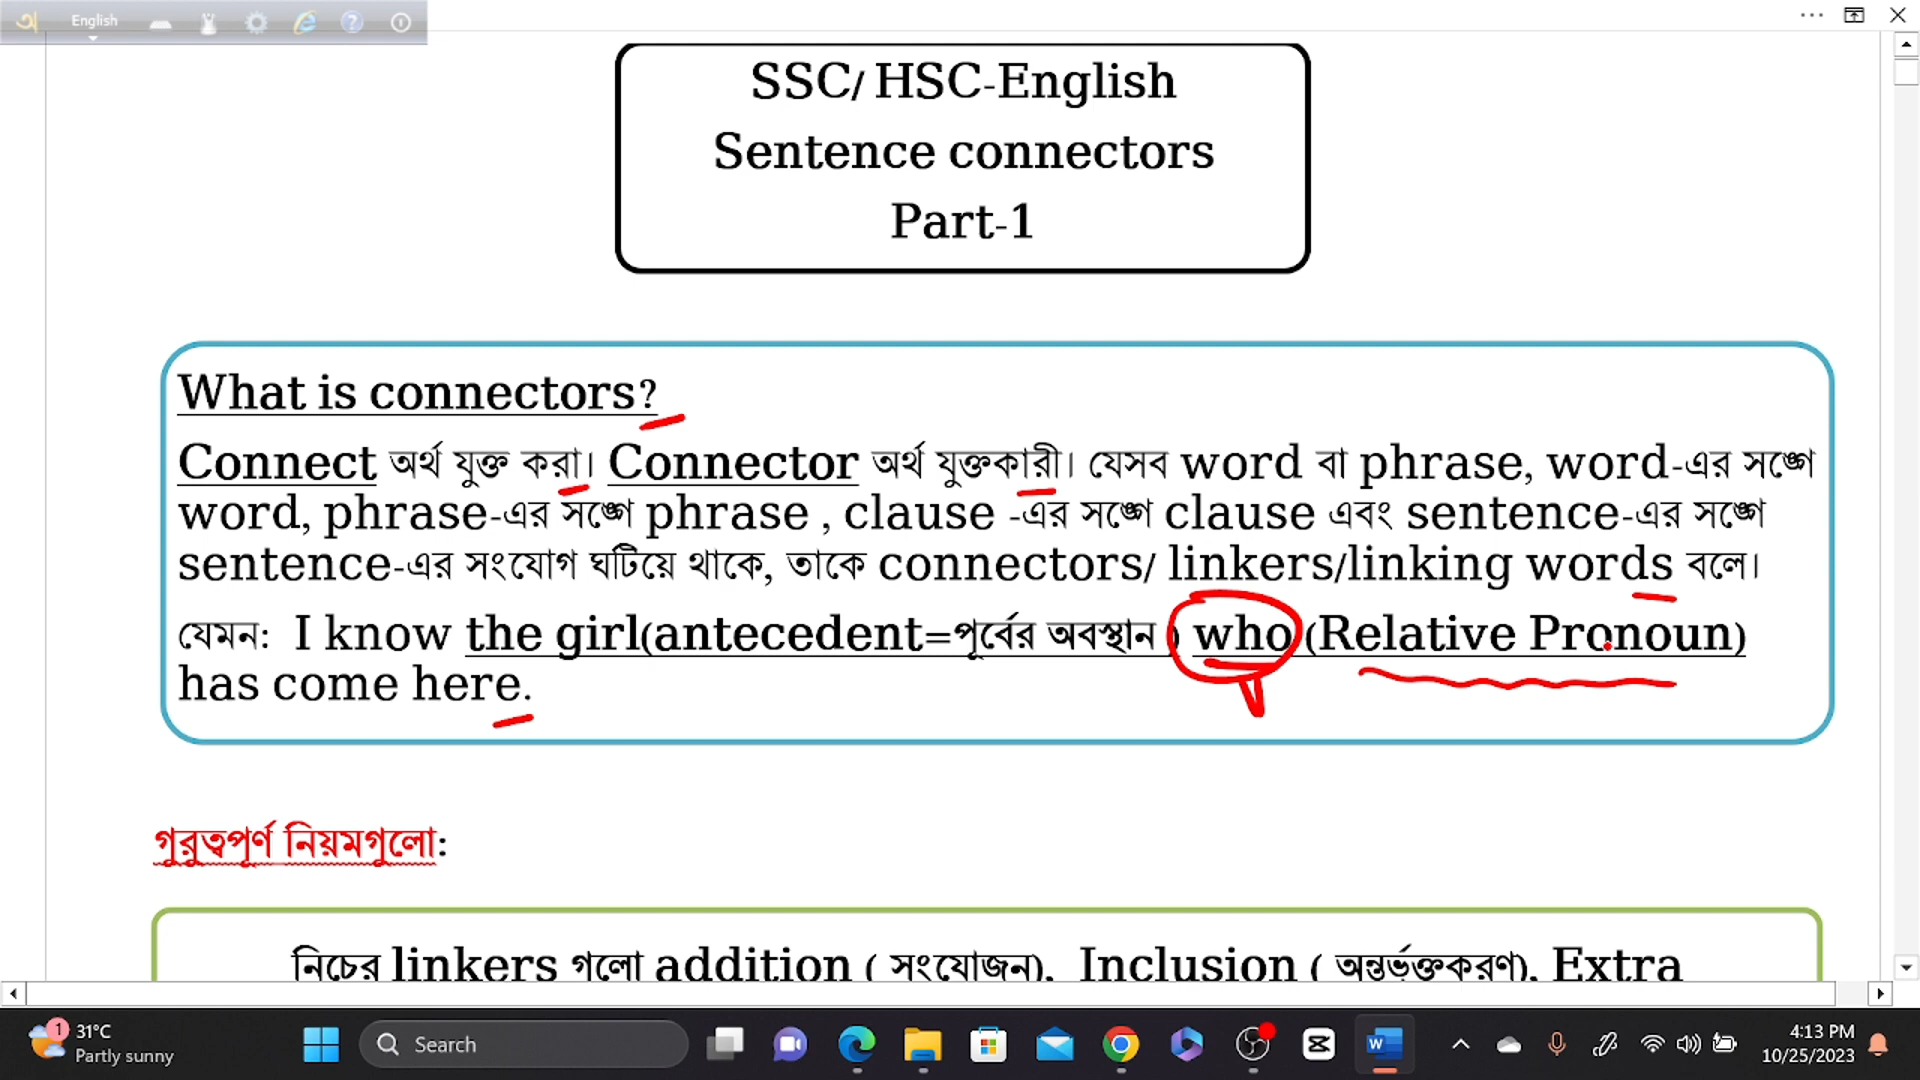 অ English
SSC/ HSC-English
Sentence connectors
Part-1
What is connectors?
Connect অর্থ যুক্ত করা। Connector অর্থ যুক্তকারী। যেসব word বা phrase, word-এর সঙ্গে
word, phrase-এর সঙ্গে phrase , clause -এর সঙ্গে clause এবং sentence-এর সঙ্গে
sentence-এর সংযোগ ঘটিয়ে থাকে, তাকে connectors/ linkers/linking words বলে।
যেমন: I know the girl(antecedent=পূর্বের অবস্থান ) who (Relative Pronoun)
has come here.
গুরুত্বপূর্ণ নিয়মগুলো:
নিচের linkers গুলো addition ( সংযোজন), Inclusion ( অন্তর্ভুক্তকরণ), Extra
1 31°C
Partly sunny
Search
4:13 PM
10/25/2023